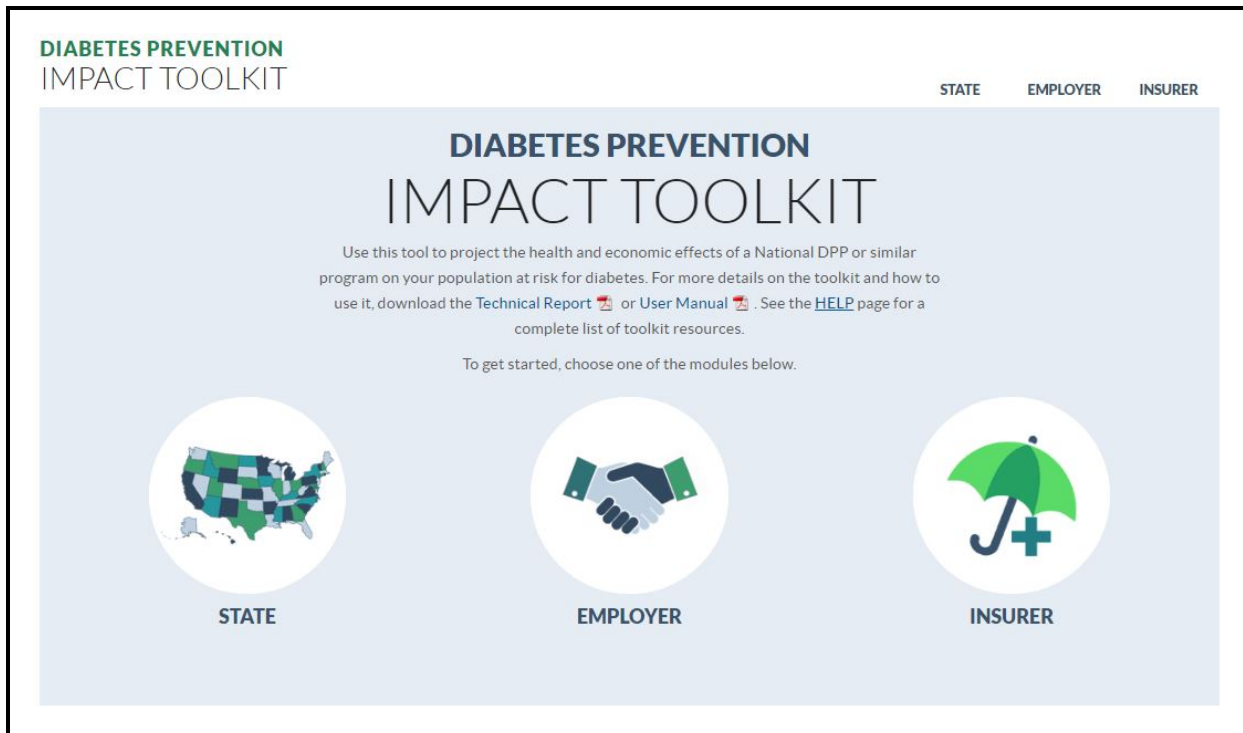 DIABETES PREVENTION
IMPACT TOOLKIT
STATE EMPLOYER INSURER
DIABETES PREVENTION
IMPACT TOOLKIT
Use this tool to project the health and economic effects of a National DPP or similar
program on your population at risk for diabetes. For more details on the toolkit and how to
use it, download the Technical Report or User Manual . See the HELP page for a
complete list of toolkit resources.
To get started, choose one of the modules below.
STATE EMPLOYER INSURER